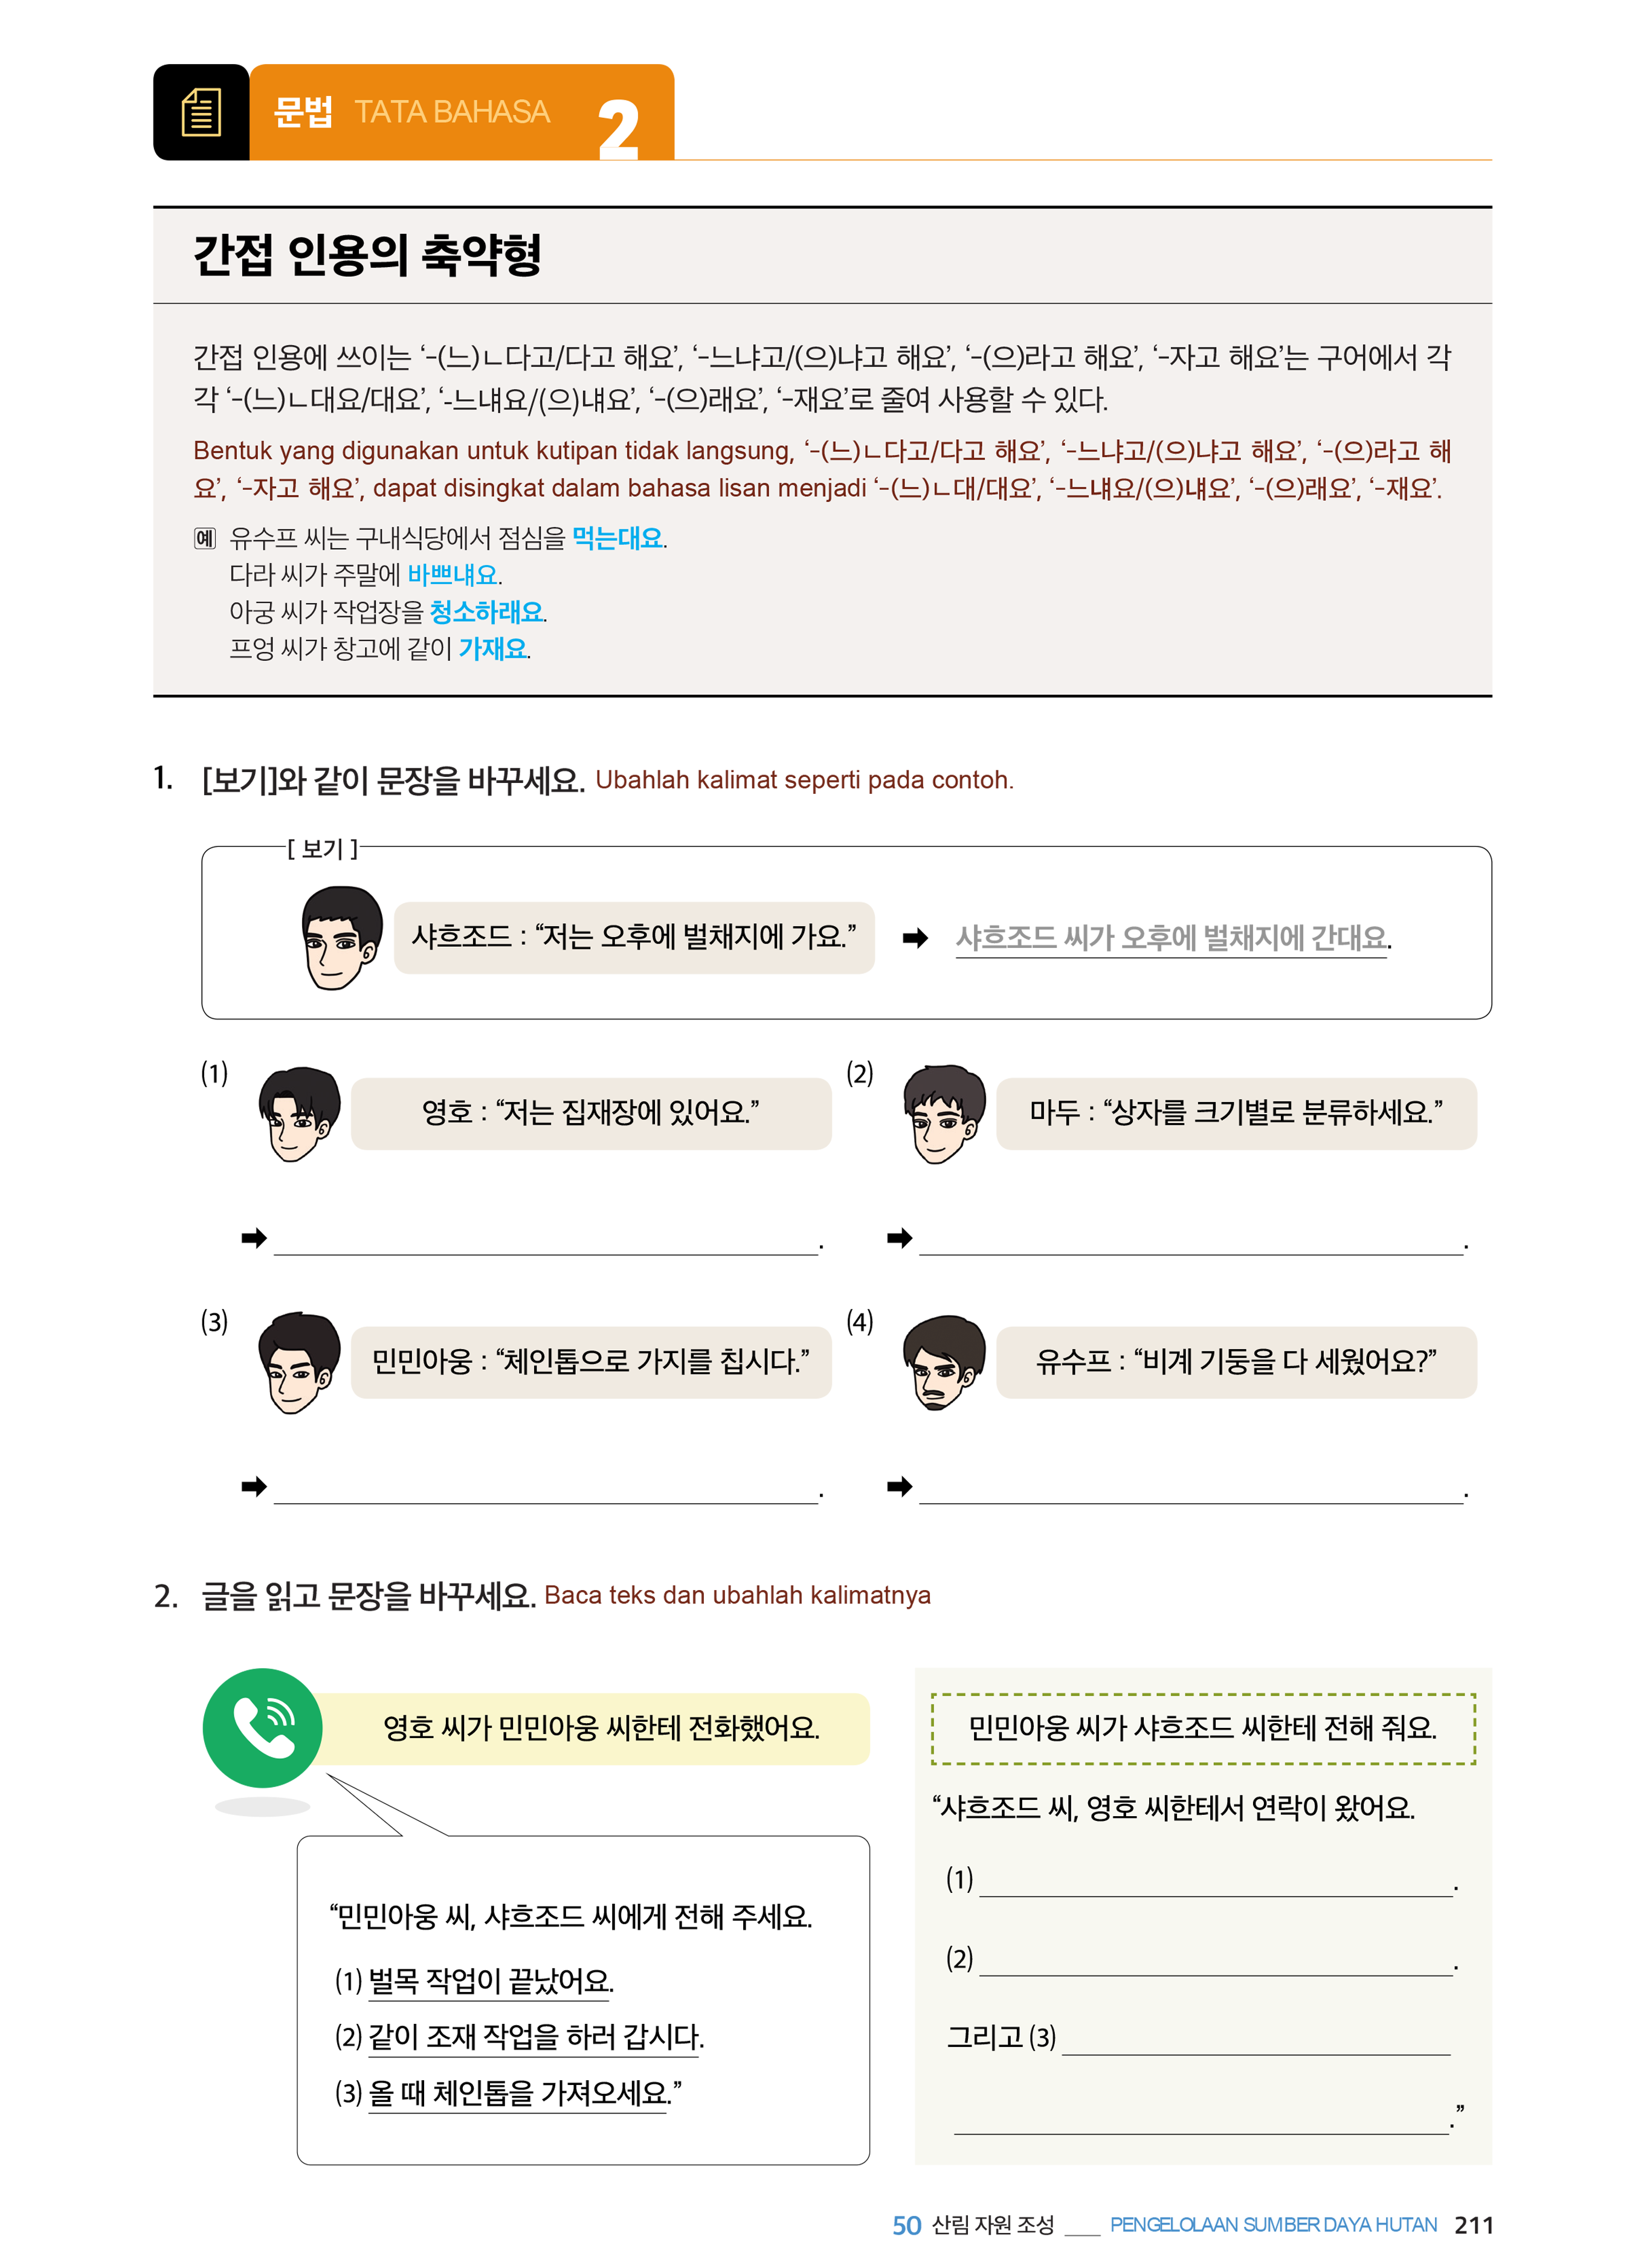 문법 TATA BAHASA 2
간접 인용의 축약형
간접 인용에 쓰이는 ‘-(느)ㄴ다고/다고 해요’, ‘-느냐고/(으)냐고 해요’, ‘-(으)라고 해요’, ‘-자고 해요’는 구어에서 각
각 ‘-(느)ㄴ대요/대요’, ‘-느냬요/(으)냬요’, ‘-(으)래요’, ‘-재요’로 줄여 사용할 수 있다.
Bentuk yang digunakan untuk kutipan tidak langsung, ‘-(느)ㄴ다고/다고 해요’, ‘-느냐고/(으)냐고 해요’, ‘-(으)라고 해
요’, ‘-자고 해요’, dapat disingkat dalam bahasa lisan menjadi ‘-(느)ㄴ대/대요’, ‘-느냬요/(으)냬요’, ‘-(으)래요’, ‘-재요’.
예 유수프 씨는 구내식당에서 점심을 먹는대요.
다라 씨가 주말에 바쁘냬요.
아궁 씨가 작업장을 청소하래요.
프엉 씨가 창고에 같이 가재요.
1. [보기]와 같이 문장을 바꾸세요. Ubahlah kalimat seperti pada contoh.
[ 보기 ]
샤흐조드 : “저는 오후에 벌채지에 가요.” ➡ 샤흐조드 씨가 오후에 벌채지에 간대요.
(1) 영호 : “저는 집재장에 있어요.”
➡ .
(2) 마두 : “상자를 크기별로 분류하세요.”
➡ .
(3) 민민아웅 : “체인톱으로 가지를 칩시다.”
➡ .
(4) 유수프 : “비계 기둥을 다 세웠어요?”
➡ .
2. 글을 읽고 문장을 바꾸세요. Baca teks dan ubahlah kalimatnya
영호 씨가 민민아웅 씨한테 전화했어요.
“민민아웅 씨, 샤흐조드 씨에게 전해 주세요.
(1) 벌목 작업이 끝났어요.
(2) 같이 조재 작업을 하러 갑시다.
(3) 올 때 체인톱을 가져오세요.”
민민아웅 씨가 샤흐조드 씨한테 전해 줘요.
“샤흐조드 씨, 영호 씨한테서 연락이 왔어요.
(1) .
(2) .
그리고 (3)
.”
50 산림 자원 조성 PENGELOLAAN SUMBER DAYA HUTAN 211